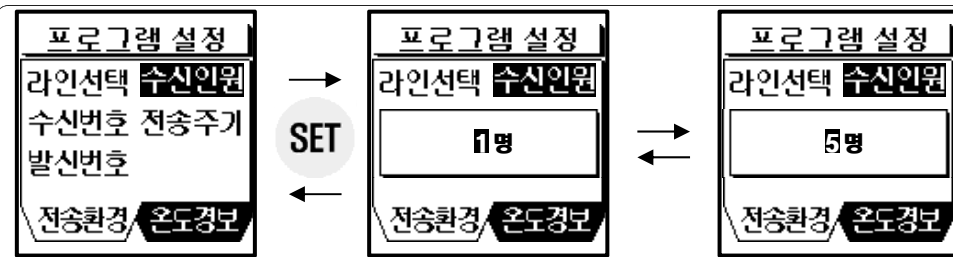 프로그램 설정
라인선택 수신인원
수신번호 전송주기
발신번호
전송환경 온도경보
SET
프로그램 설정
라인선택 수신인원
1명
전송환경 온도경보
프로그램 설정
라인선택 수신인원
5명
전송환경 온도경보